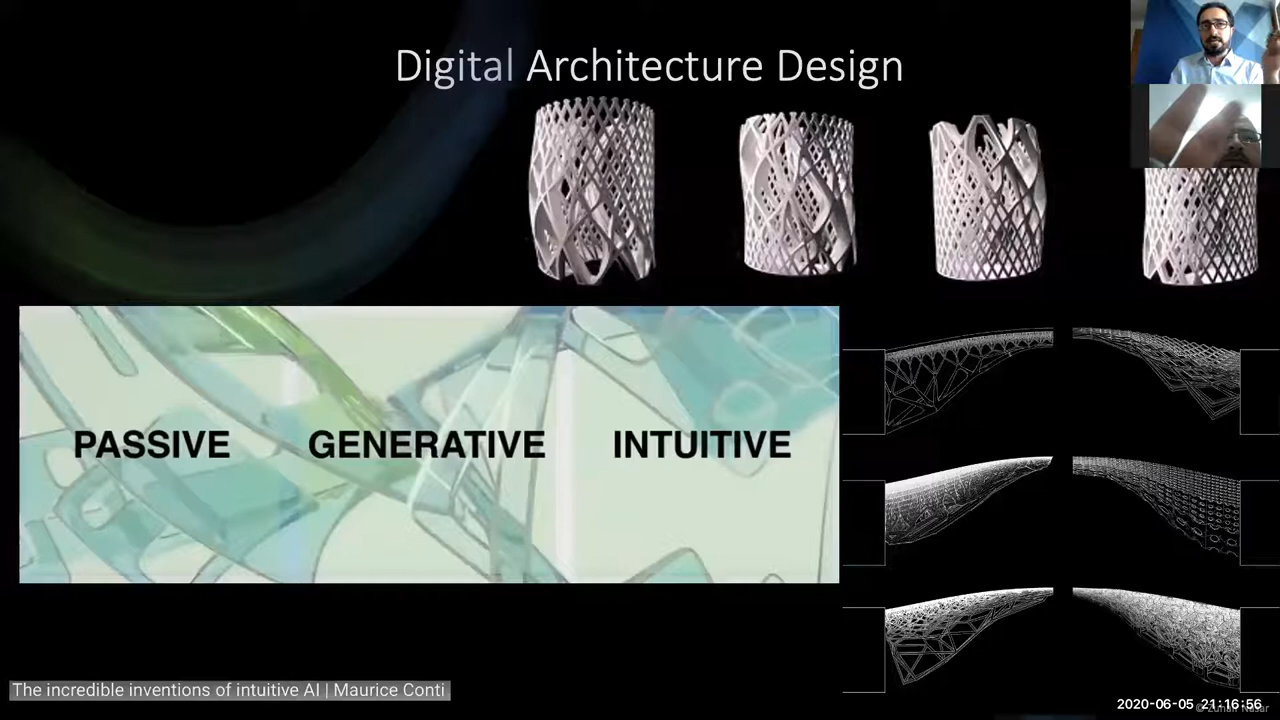 Digital Architecture Design
PASSIVE
GENERATIVE
INTUITIVE
The incredible inventions of intuitive AI | Maurice Conti
2020-06-05 21:16:56